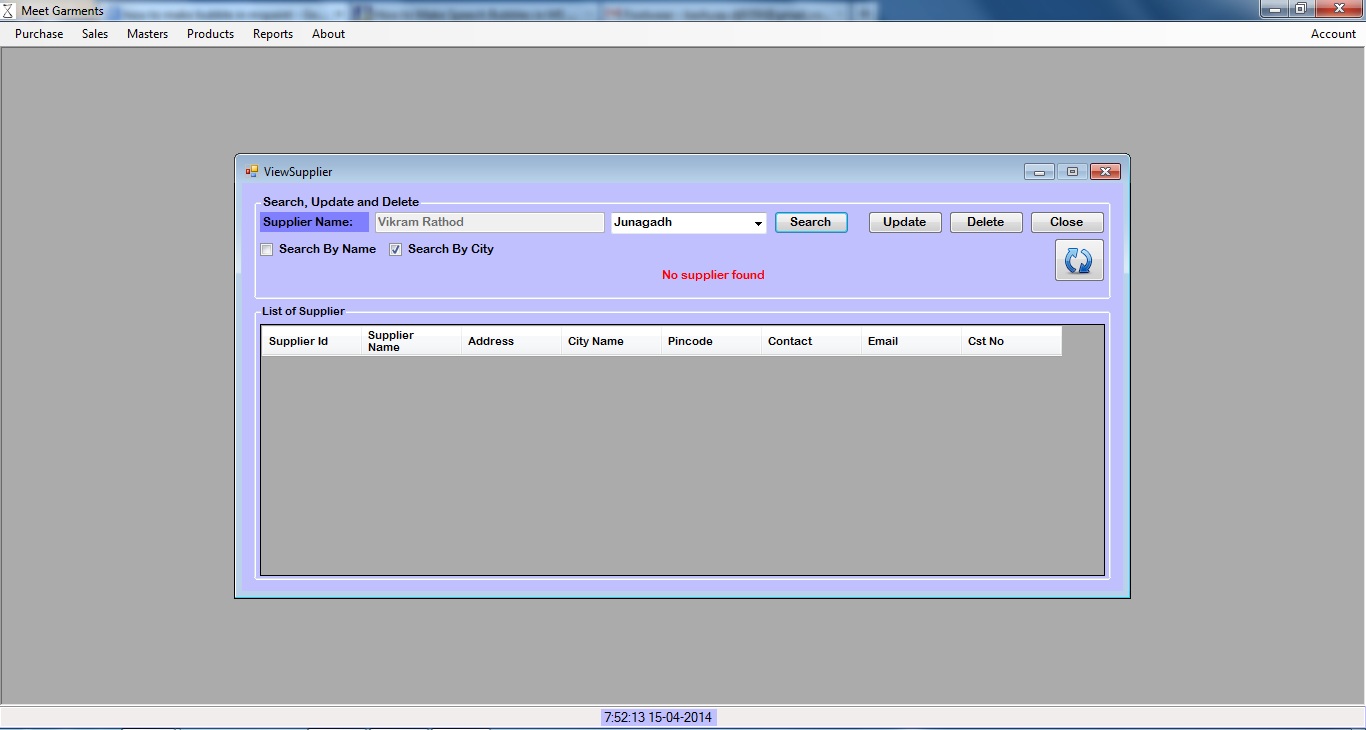 Meet Garments
Purchase Sales Masters Products Reports About Account
ViewSupplier
Search, Update and Delete
Supplier Name: Vikram Rathod Junagadh Search Update Delete Close
Search By Name Search By City
No supplier found
List of Supplier
Supplier Id Supplier Name Address City Name Pincode Contact Email Cst No
7:52:13 15-04-2014